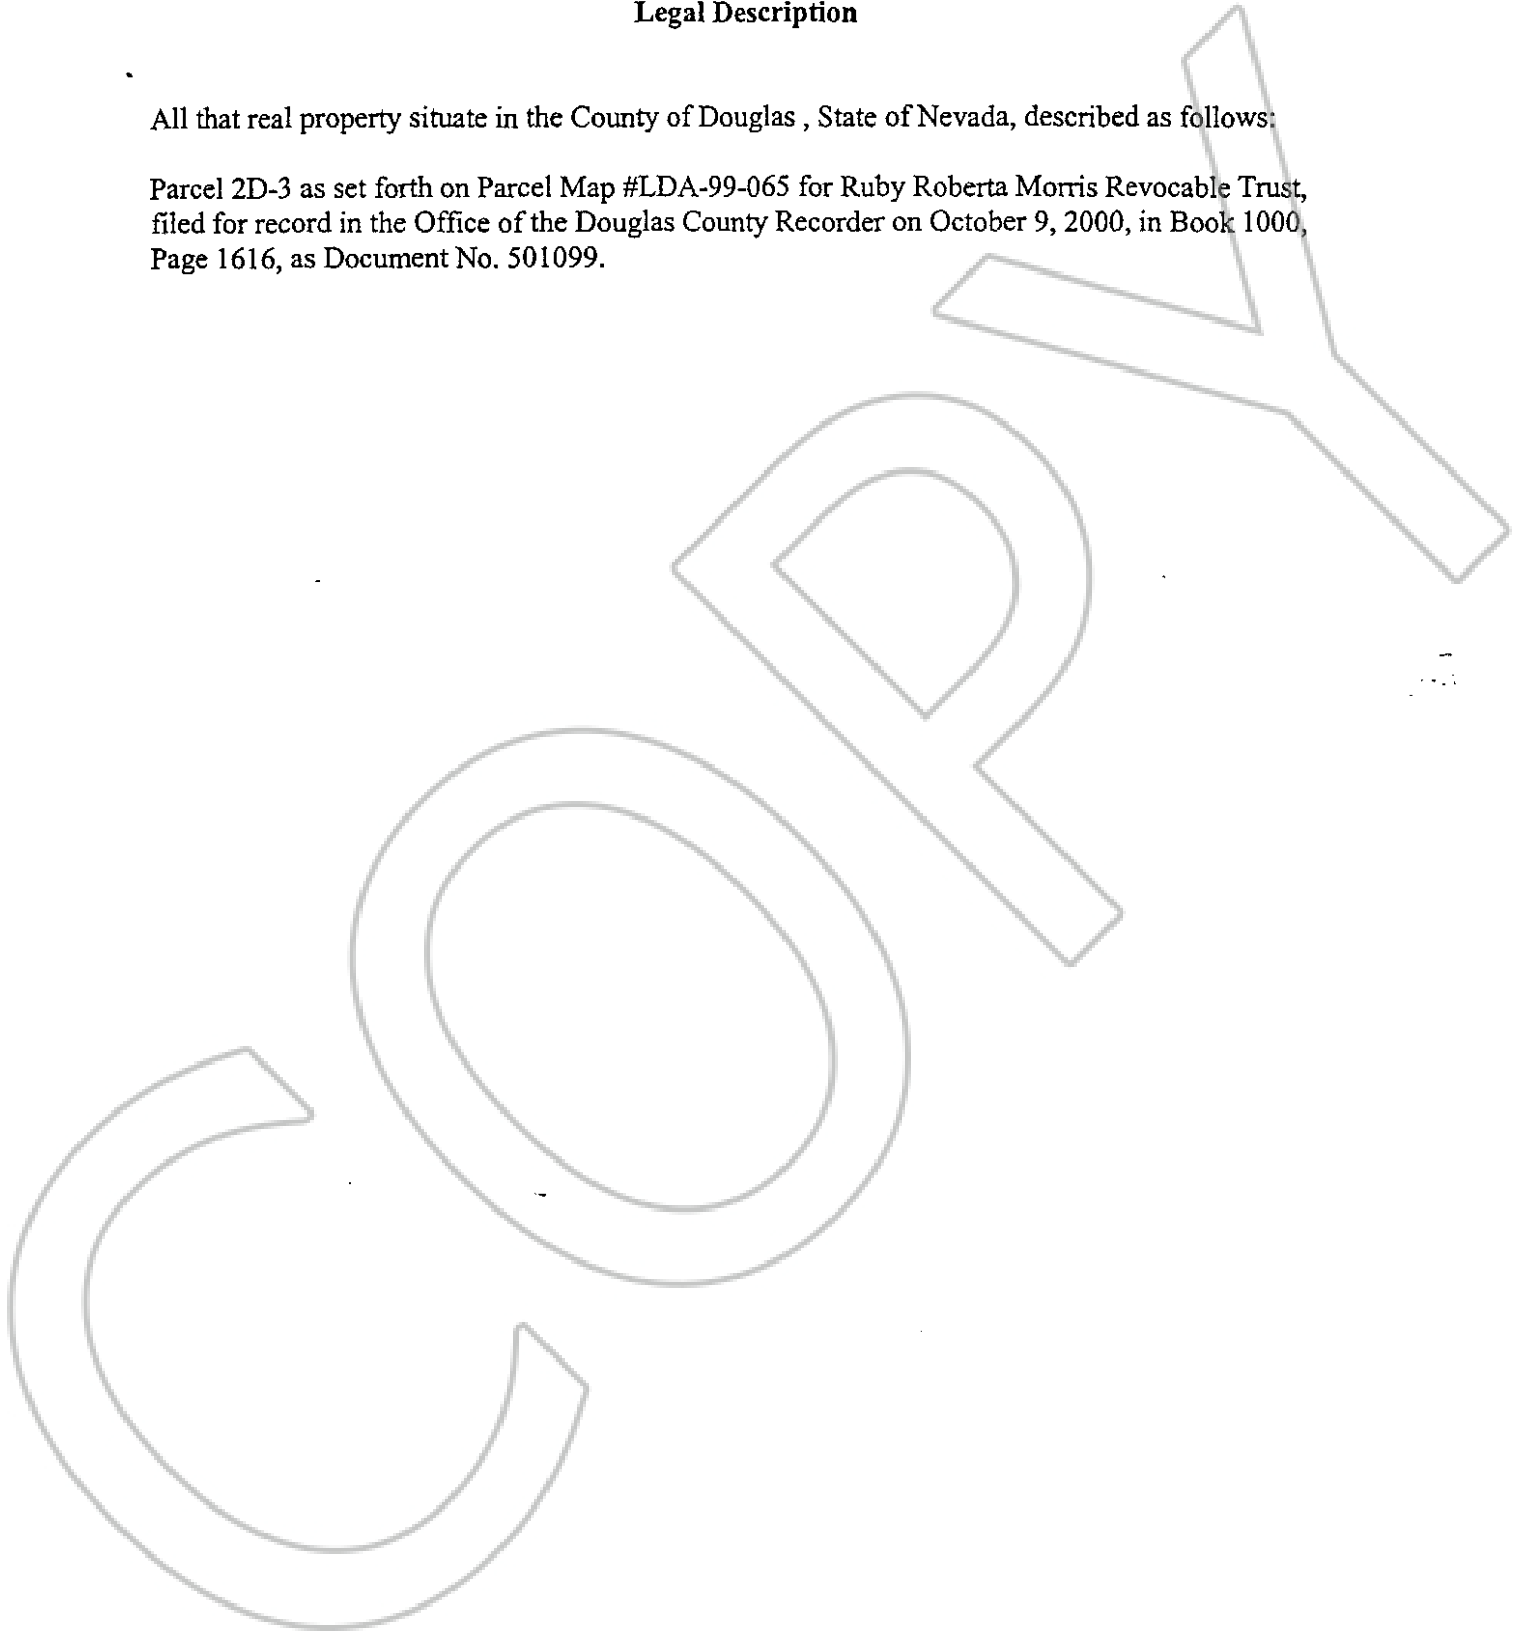 Legal Description
All that real property situate in the County of Douglas , State of Nevada, described as follows:
Parcel 2D-3 as set forth on Parcel Map #LDA-99-065 for Ruby Roberta Morris Revocable Trust,
filed for record in the Office of the Douglas County Recorder on October 9, 2000, in Book 1000,
Page 1616, as Document No. 501099.
COPY